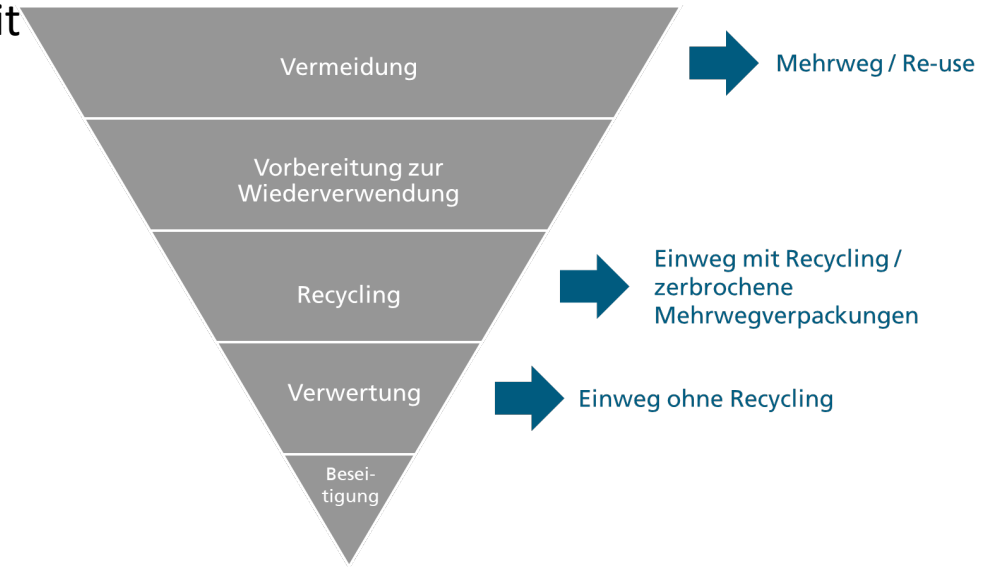 it
Vermeidung
Mehrweg / Re-use
Vorbereitung zur
Wiederverwendung
Recycling
Einweg mit Recycling /
zerbrochene
Mehrwegverpackungen
Verwertung
Einweg ohne Recycling
Besei-
tigung